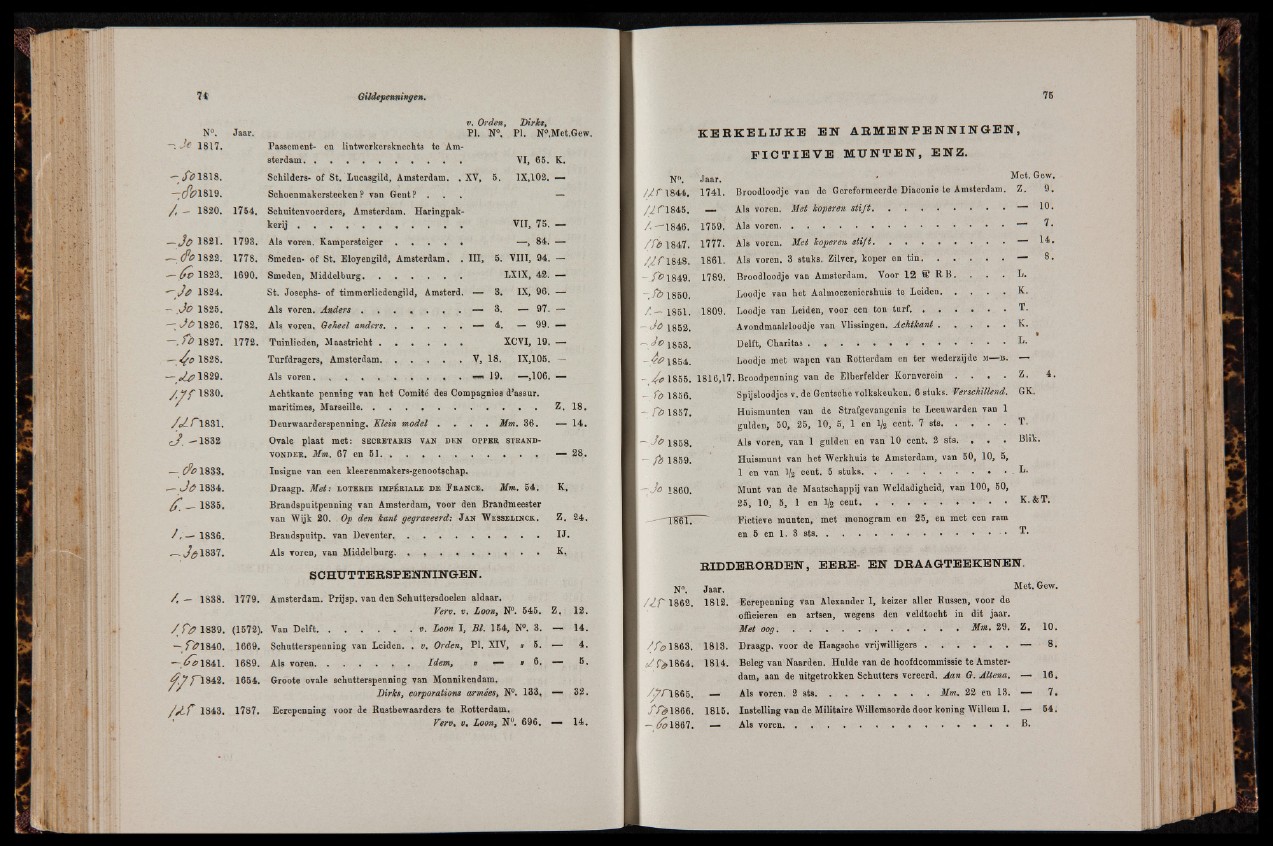 74 Gildepenningen.
v. Orden, Dirks,
N°. Jaar. Pl. N°. Pl. N°. Met. Gew.
1817. Passement- en lintwerkersknechts te Am-
sterdam. VI, 65. K.
1818. Schilders- of St. Lucasgild, Amsterdam. . XV, 5. IX,102. —
1819. Schoenmakersteeken? van Gent? . . . —
1820. 1754. Schuitenvoerders, Amsterdam. Haringpak-
kerij . . . . . . . . . . . VII, 75. —
1821. 1793. Als voren. Kampersteiger . . . . . —, 84. —
1822. 1778. Smeden- of St. Eloyengild, Amsterdam. . III, 5. VIII, 94. —
1823. 1690. Smeden, Middelburg. . . . . . . LXIX, 42. —
1824. St. Josephs- of timmerliedengild, Amsterd. — 3. IX, 96. —
1825. Als voren. Anders . . . . . . . — 3. — 97. —
1826. 1782. Als voren. Geheel anders. . . . . . — 4. — 99. —
1827. 1772. Tuinlieden, Maastricht . . . . . . XCVI, 19. —
1828. Turfdragers, Amsterdam. . . . . . V, 18. IX,105. —
1829. Als voren. . . . . . . . . . — 19. —,106. —
1830. Achtkante penning van het Comité des Compagnies d'assur.
maritimes, Marseille. . . . . . . . . . . . Z. 18.
1831. Deurwaarderspenning. Klein model . . . . Mm. 36. — 14.
1832 Ovale plaat met: SECRETARIS VAN DEN OPPER STRAND-
VONDER. Mm. 67 en 51. . . . . . . . . . . — 28.
1833. Insigne van een kleerenmakers-genootschap.
1834. Draagp. Met: LOTERIE IMPÉRIALE DE FRANCE. Mm. 54. K.
1835. Brandspuitpenning van Amsterdam, voor den Brandmeester
van Wijk 20. Op den kant gegraveerd: JAN WESSELINCK. Z. 24.
1836. Brandspuitp. van Deventer. . . . . . . . . . IJ.
1837. Als voren, van Middelburg. . . . . . . . . . K.
SCHUTTERSPENNINGEN.
1838. 1779. Amsterdam. Prijsp. van den Schuttersdoelen aldaar.
Verv. v. Loon, N°. 545. Z. 12.
1839. (1572). Van Delft. . . . . . . v. Loon I, Bl. 154, N°. 3. — 14.
1840. 1669. Schutterspenning van Leiden. . v. Orden, Pl. XIV, » 5. — 4.
1841. 1689. Als voren. . . . . . . Idem, » — » 6. — 5.
1842. 1654. Groote ovale schutterspenning van Monnikendam.
Dirks, corporations armées, N°. 133. — 32.
1843. 1787. Eerepenning voor de Rustbewaarders te Rotterdam.
Verv. v. Loon, N°. 696. — 14.
75
KERKELIJKE EN ARMENPENNINGEN,
FICTIEVE MUNTEN, ENZ.
N°. Jaar. Met. Gew.
1844. 1741. Broodloodje van de Gereformeerde Diaconie te Amsterdam. Z. 9.
1845. — Als voren. Met koperen stift. . . . . . . . . — 10.
1846. 1759. Als voren. . . . . . . . . . . . . . . — 7.
1847. 1777. Als voren. Met koperen stift. . . . . . . . . — 14.
1848. 1861. Als voren. 3 stuks. Zilver, koper en tin. . . . . . — 8.
1849. 1789. Broodloodje van Amsterdam. Voor 12 ℔ RB. . . . L.
1850. Loodje van het Aalmoezeniershuis te Leiden. . . . . K.
1851. 1809. Loodje van Leiden, voor een ton turf. . . . . . . T.
1852. Avondmaalsloodje van Vlissingen. Achtkant . . . . . K.
1853. Delft, Charitas . . . . . . . . . . . . . L.
1854. Loodje met wapen van Rotterdam en ter wederzijde M—B. —
1855. 1816,17. Broodpenning van de Elberfelder Kornverein . . . . Z. 4.
1856. Spijsloodjes v. de Gentsche volkskeuken. 6 stuks. Verschillend. GK.
1857. Huismunten van de Strafgevangenis te Leeuwarden van 1
gulden, 50, 25, 10, 5, 1 en ½ cent. 7 sts. . . . . T.
1858. Als voren, van 1 gulden en van 10 cent. 2 sts. . . . Blik.
1859. Huismunt van het Werkhuis te Amsterdam, van 50, 10, 5,
1 en van ½ cent. 5 stuks. . . . . . . . . . . L.
1860. Munt van de Maatschappij van Weldadigheid, van 100, 50,
25, 10, 5, 1 en ½ cent. . . . . . . . . . . K.&T.
1861. Fictieve munten, met monogram en 25, en met een ram
en 5 en 1. 3 sts. . . . . . . . . . . . . . T.
RIDDERORDEN, EERE- EN DRAAGTEEKENEN.
N°. Jaar. Met. Gew.
1862. 1812. Eerepenning van Alexander I, keizer aller Russen, voor de
officieren en artsen, wegens den veldtocht in dit jaar.
Met oog. . . . . . . . . . . . . Mm. 29. Z. 10.
1863. 1813. Draagp. voor de Haagsche vrijwilligers . . . . . . — 8.
1864. 1814. Beleg van Naarden. Hulde van de hoofdcommissie te Amster-
dam, aan de uitgetrokken Schutters vereerd. Aan G. Altena. — 16.
1865. — Als voren. 2 sts. . . . . . . . . Mm. 22 en 13. — 7.
1866. 1815. Instelling van de Militaire Willemsorde door koning Willem I. — 54.
1867. — Als voren. . . . . . . . . . . . . . . B.